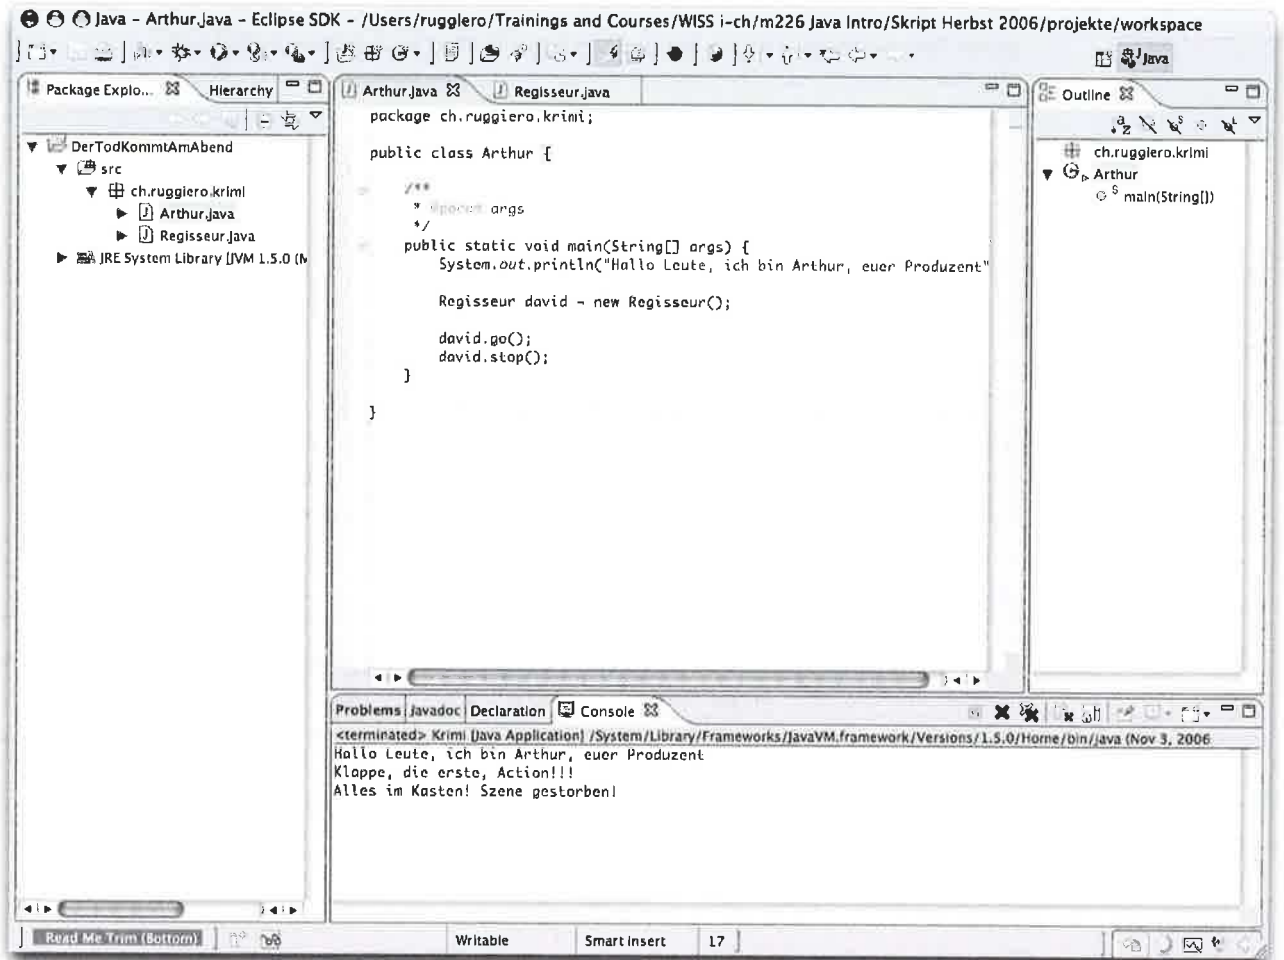 Java – Arthur.java – Eclipse SDK – /Users/ruggiero/Trainings and Courses/WISS i-ch/m226 Java Intro/Skript Herbst 2006/projekte/workspace
Java
Package Explo...
Hierarchy
DerTodKommtAmAbend
src
ch.ruggiero.krimi
Arthur.java
Regisseur.java
JRE System Library [JVM 1.5.0 (M
Arthur.java
Regisseur.java
package ch.ruggiero.krimi;
public class Arthur {
/**
* @param args
*/
public static void main(String[] args) {
System.out.println("Hallo Leute, ich bin Arthur, euer Produzent"
Regisseur david = new Regisseur();
david.go();
david.stop();
}
}
Outline
ch.ruggiero.krimi
Arthur
main(String[])
Problems
Javadoc
Declaration
Console
<terminated> Krimi [Java Application] /System/Library/Frameworks/JavaVM.framework/Versions/1.5.0/Home/bin/java (Nov 3, 2006
Hallo Leute, ich bin Arthur, euer Produzent
Klappe, die erste, Action!!!
Alles im Kasten! Szene gestorben!
Read Me Trim (Bottom)
Writable
Smart Insert
17